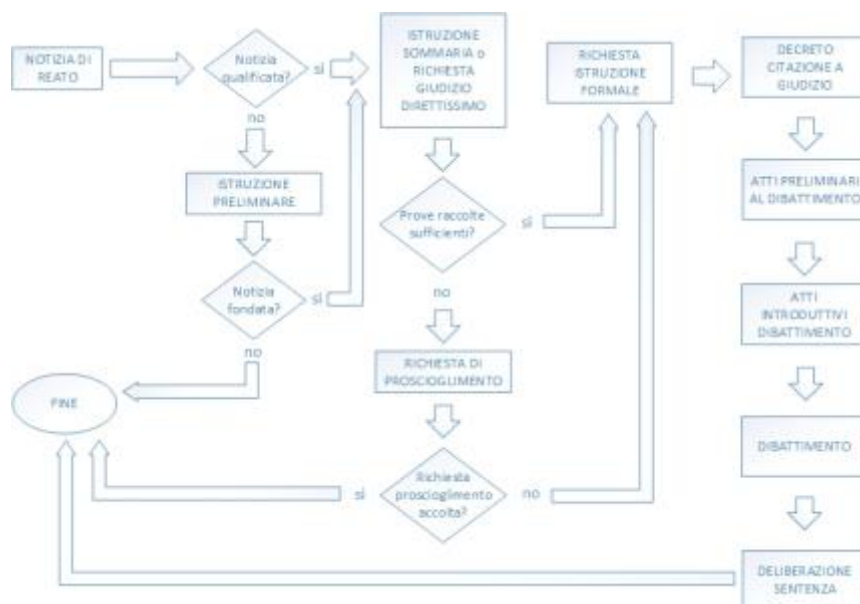 NOTIZIA DI
REATO
Notizia
qualificata?
sì
no
ISTRUZIONE
PRELIMINARE
Notizia
fondata?
sì
no
FINE
ISTRUZIONE
SOMMARIA o
RICHIESTA
GIUDIZIO
DIRETTISSIMO
Prove raccolte
sufficienti?
sì
no
RICHIESTA DI
PROSCIOGLIMENTO
Richiesta
proscioglimento
accolta?
sì
no
RICHIESTA
ISTRUZIONE
FORMALE
DECRETO
CITAZIONE A
GIUDIZIO
ATTI PRELIMINARI
AL DIBATTIMENTO
ATTI
INTRODUTTIVI
DIBATTIMENTO
DIBATTIMENTO
DELIBERAZIONE
SENTENZA